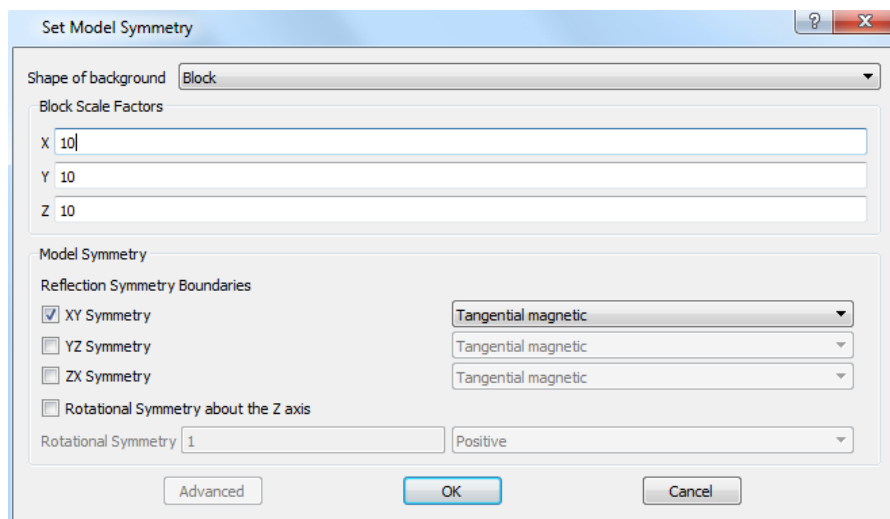 Set Model Symmetry
Shape of background Block
Block Scale Factors
X 10
Y 10
Z 10
Model Symmetry
Reflection Symmetry Boundaries
XY Symmetry Tangential magnetic
YZ Symmetry Tangential magnetic
ZX Symmetry Tangential magnetic
Rotational Symmetry about the Z axis
Rotational Symmetry 1 Positive
Advanced OK Cancel